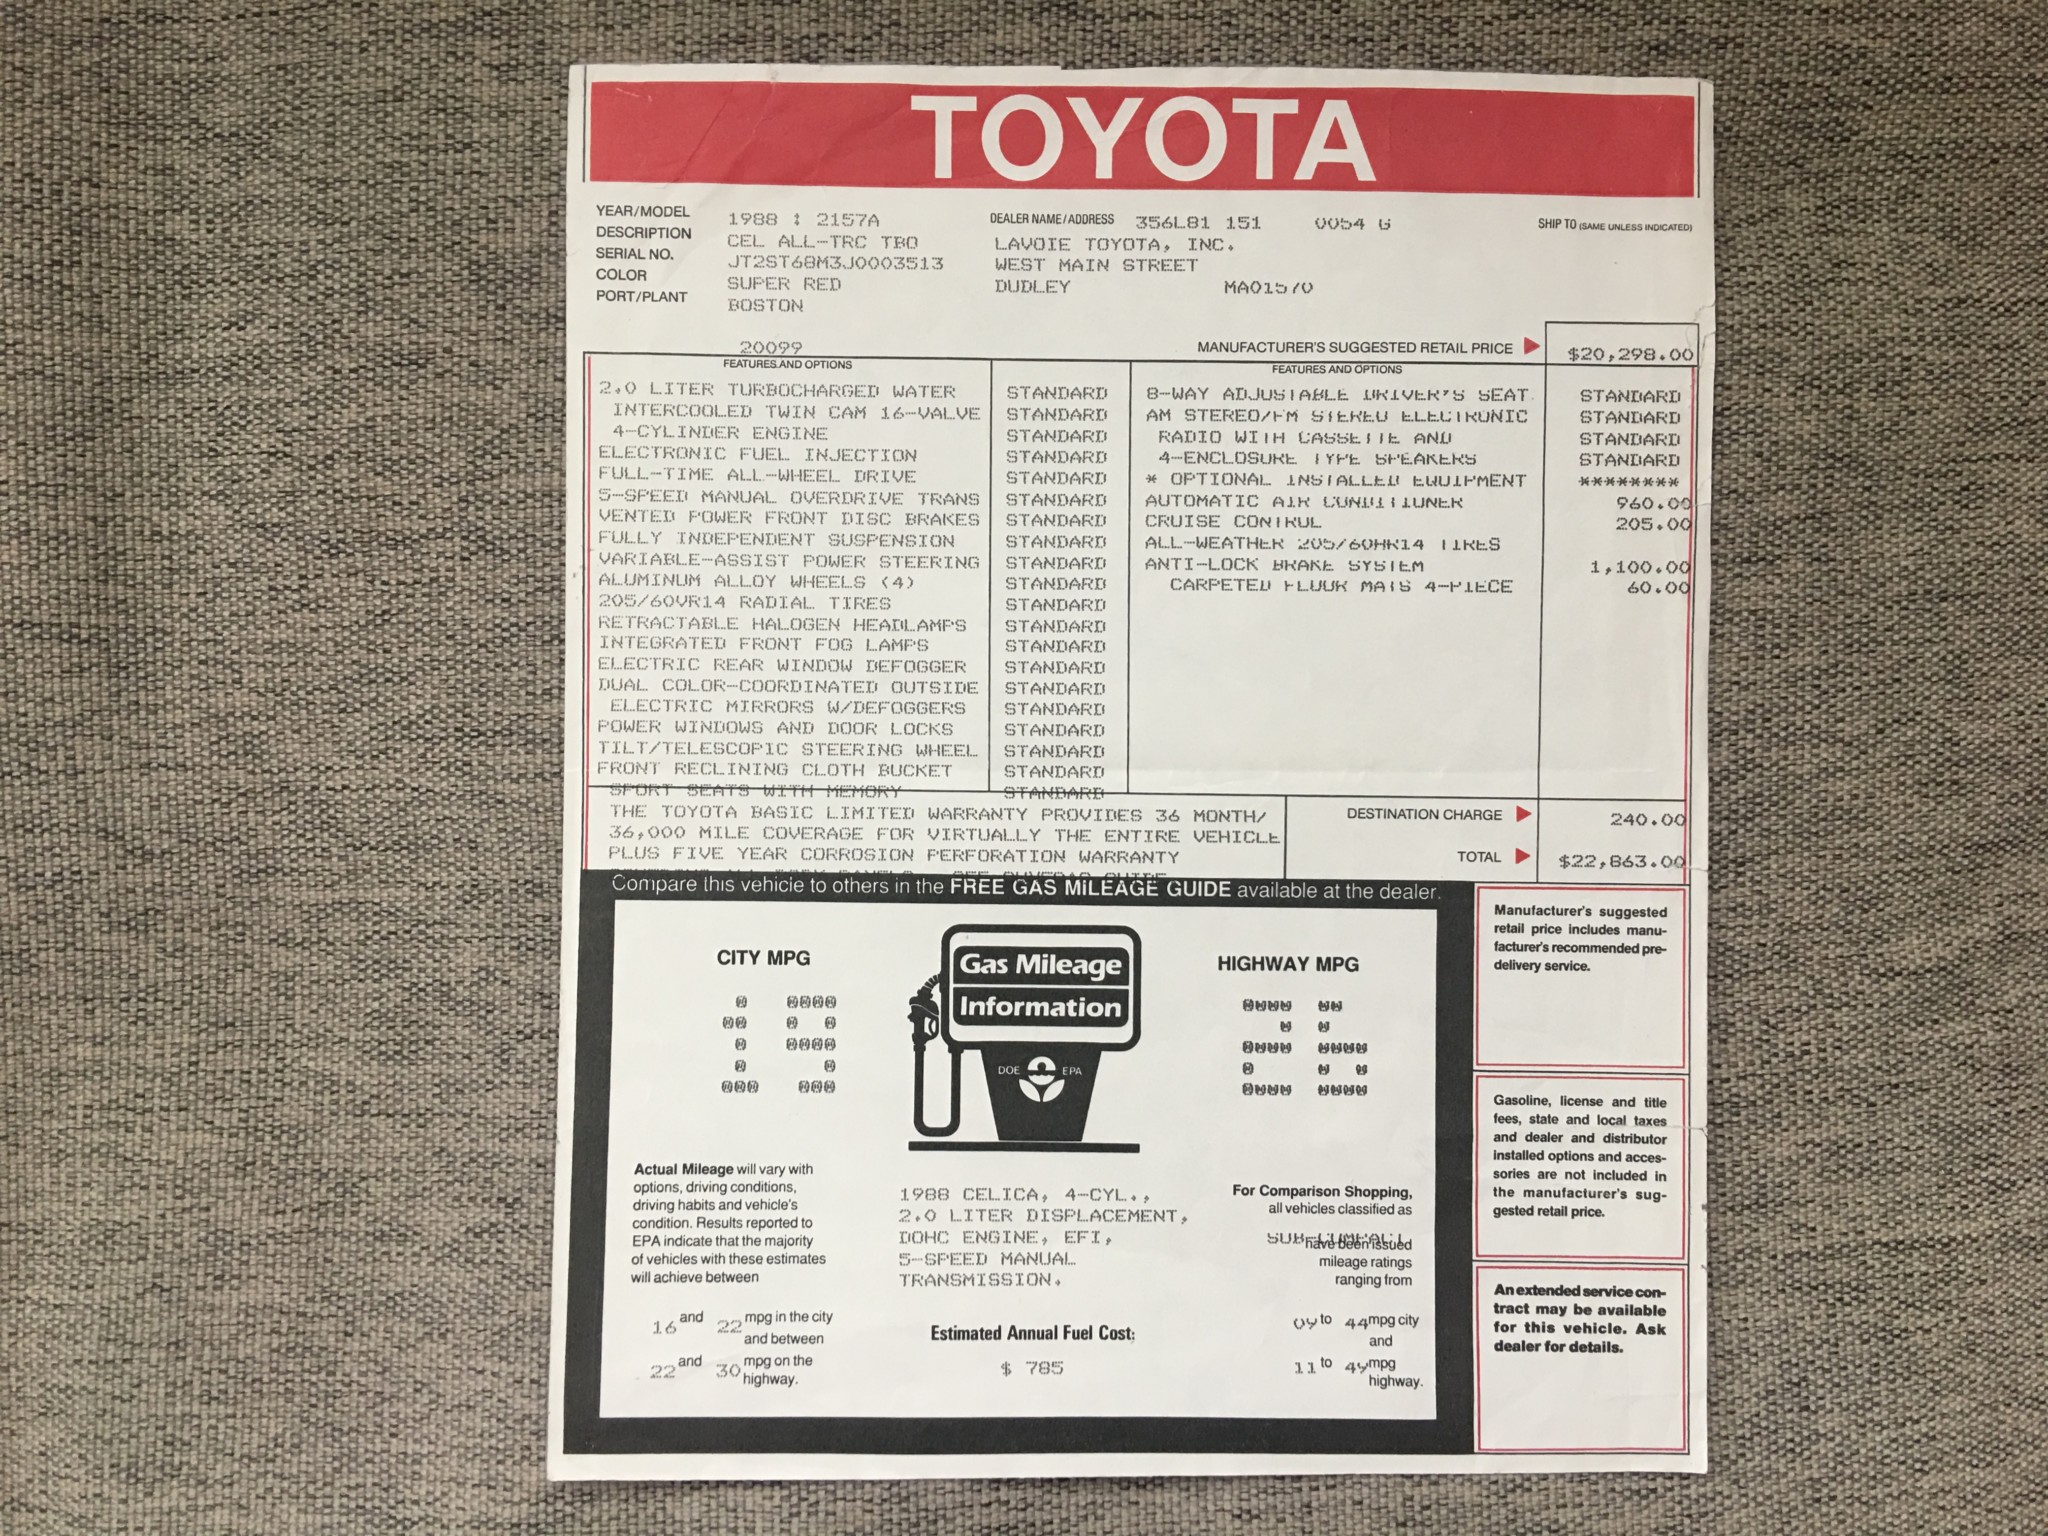 TOYOTA
YEAR/MODEL 1988 : 2157A
DESCRIPTION CEL ALL-TRC TBO
SERIAL NO. JT2ST68M3J0003513
COLOR SUPER RED
PORT/PLANT BOSTON
DEALER NAME/ADDRESS 356L81 151 0054 G
LAVOIE TOYOTA, INC.
WEST MAIN STREET
DUDLEY MA01570
SHIP TO (SAME UNLESS INDICATED)
20099
MANUFACTURER'S SUGGESTED RETAIL PRICE $20,298.00
FEATURES AND OPTIONS
2.0 LITER TURBOCHARGED WATER STANDARD
INTERCOOLED TWIN CAM 16-VALVE STANDARD
4-CYLINDER ENGINE STANDARD
ELECTRONIC FUEL INJECTION STANDARD
FULL-TIME ALL-WHEEL DRIVE STANDARD
5-SPEED MANUAL OVERDRIVE TRANS STANDARD
VENTED POWER FRONT DISC BRAKES STANDARD
FULLY INDEPENDENT SUSPENSION STANDARD
VARIABLE-ASSIST POWER STEERING STANDARD
ALUMINUM ALLOY WHEELS (4) STANDARD
205/60VR14 RADIAL TIRES STANDARD
RETRACTABLE HALOGEN HEADLAMPS STANDARD
INTEGRATED FRONT FOG LAMPS STANDARD
ELECTRIC REAR WINDOW DEFOGGER STANDARD
DUAL COLOR-COORDINATED OUTSIDE STANDARD
ELECTRIC MIRRORS W/DEFOGGERS STANDARD
POWER WINDOWS AND DOOR LOCKS STANDARD
TILT/TELESCOPIC STEERING WHEEL STANDARD
FRONT RECLINING CLOTH BUCKET STANDARD
SPORT SEATS WITH MEMORY STANDARD
FEATURES AND OPTIONS
8-WAY ADJUSTABLE DRIVER'S SEAT STANDARD
AM STEREO/FM STEREO ELECTRONIC STANDARD
RADIO WITH CASSETTE AND STANDARD
4-ENCLOSURE TYPE SPEAKERS STANDARD
* OPTIONAL INSTALLED EQUIPMENT ********
AUTOMATIC AIR CONDITIONER 960.00
CRUISE CONTROL 205.00
ALL-WEATHER 205/60HR14 TIRES
ANTI-LOCK BRAKE SYSTEM 1,100.00
CARPETED FLOOR MATS 4-PIECE 60.00
THE TOYOTA BASIC LIMITED WARRANTY PROVIDES 36 MONTH/
36,000 MILE COVERAGE FOR VIRTUALLY THE ENTIRE VEHICLE
PLUS FIVE YEAR CORROSION PERFORATION WARRANTY
DESTINATION CHARGE 240.00
TOTAL $22,863.00
Compare this vehicle to others in the FREE GAS MILEAGE GUIDE available at the dealer.
CITY MPG
19
Gas Mileage
Information
DOE EPA
HIGHWAY MPG
26
Actual Mileage will vary with
options, driving conditions,
driving habits and vehicle's
condition. Results reported to
EPA indicate that the majority
of vehicles with these estimates
will achieve between
16 and 22 mpg in the city
and between
22 and 30 mpg on the
highway.
1988 CELICA, 4-CYL.,
2.0 LITER DISPLACEMENT,
DOHC ENGINE, EFI,
5-SPEED MANUAL
TRANSMISSION.
Estimated Annual Fuel Cost:
$ 785
For Comparison Shopping,
all vehicles classified as
SUB-COMPACT
have been issued
mileage ratings
ranging from
09 to 44 mpg city
and
11 to 49 mpg
highway.
Manufacturer's suggested
retail price includes manu-
facturer's recommended pre-
delivery service.
Gasoline, license and title
fees, state and local taxes
and dealer and distributor
installed options and acces-
sories are not included in
the manufacturer's sug-
gested retail price.
An extended service con-
tract may be available
for this vehicle. Ask
dealer for details.